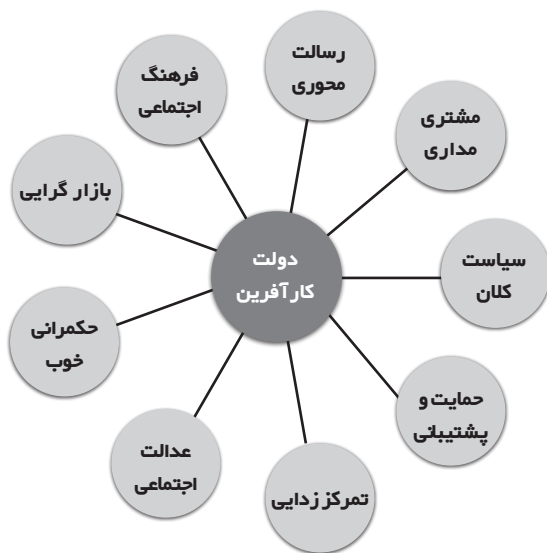 رسالت
محوری
مشتری
مداری
سیاست
کلان
حمایت و
پشتیبانی
تمرکز زدایی
عدالت
اجتماعی
حکمرانی
خوب
بازار گرایی
فرهنگ
اجتماعی
دولت
کارآفرین